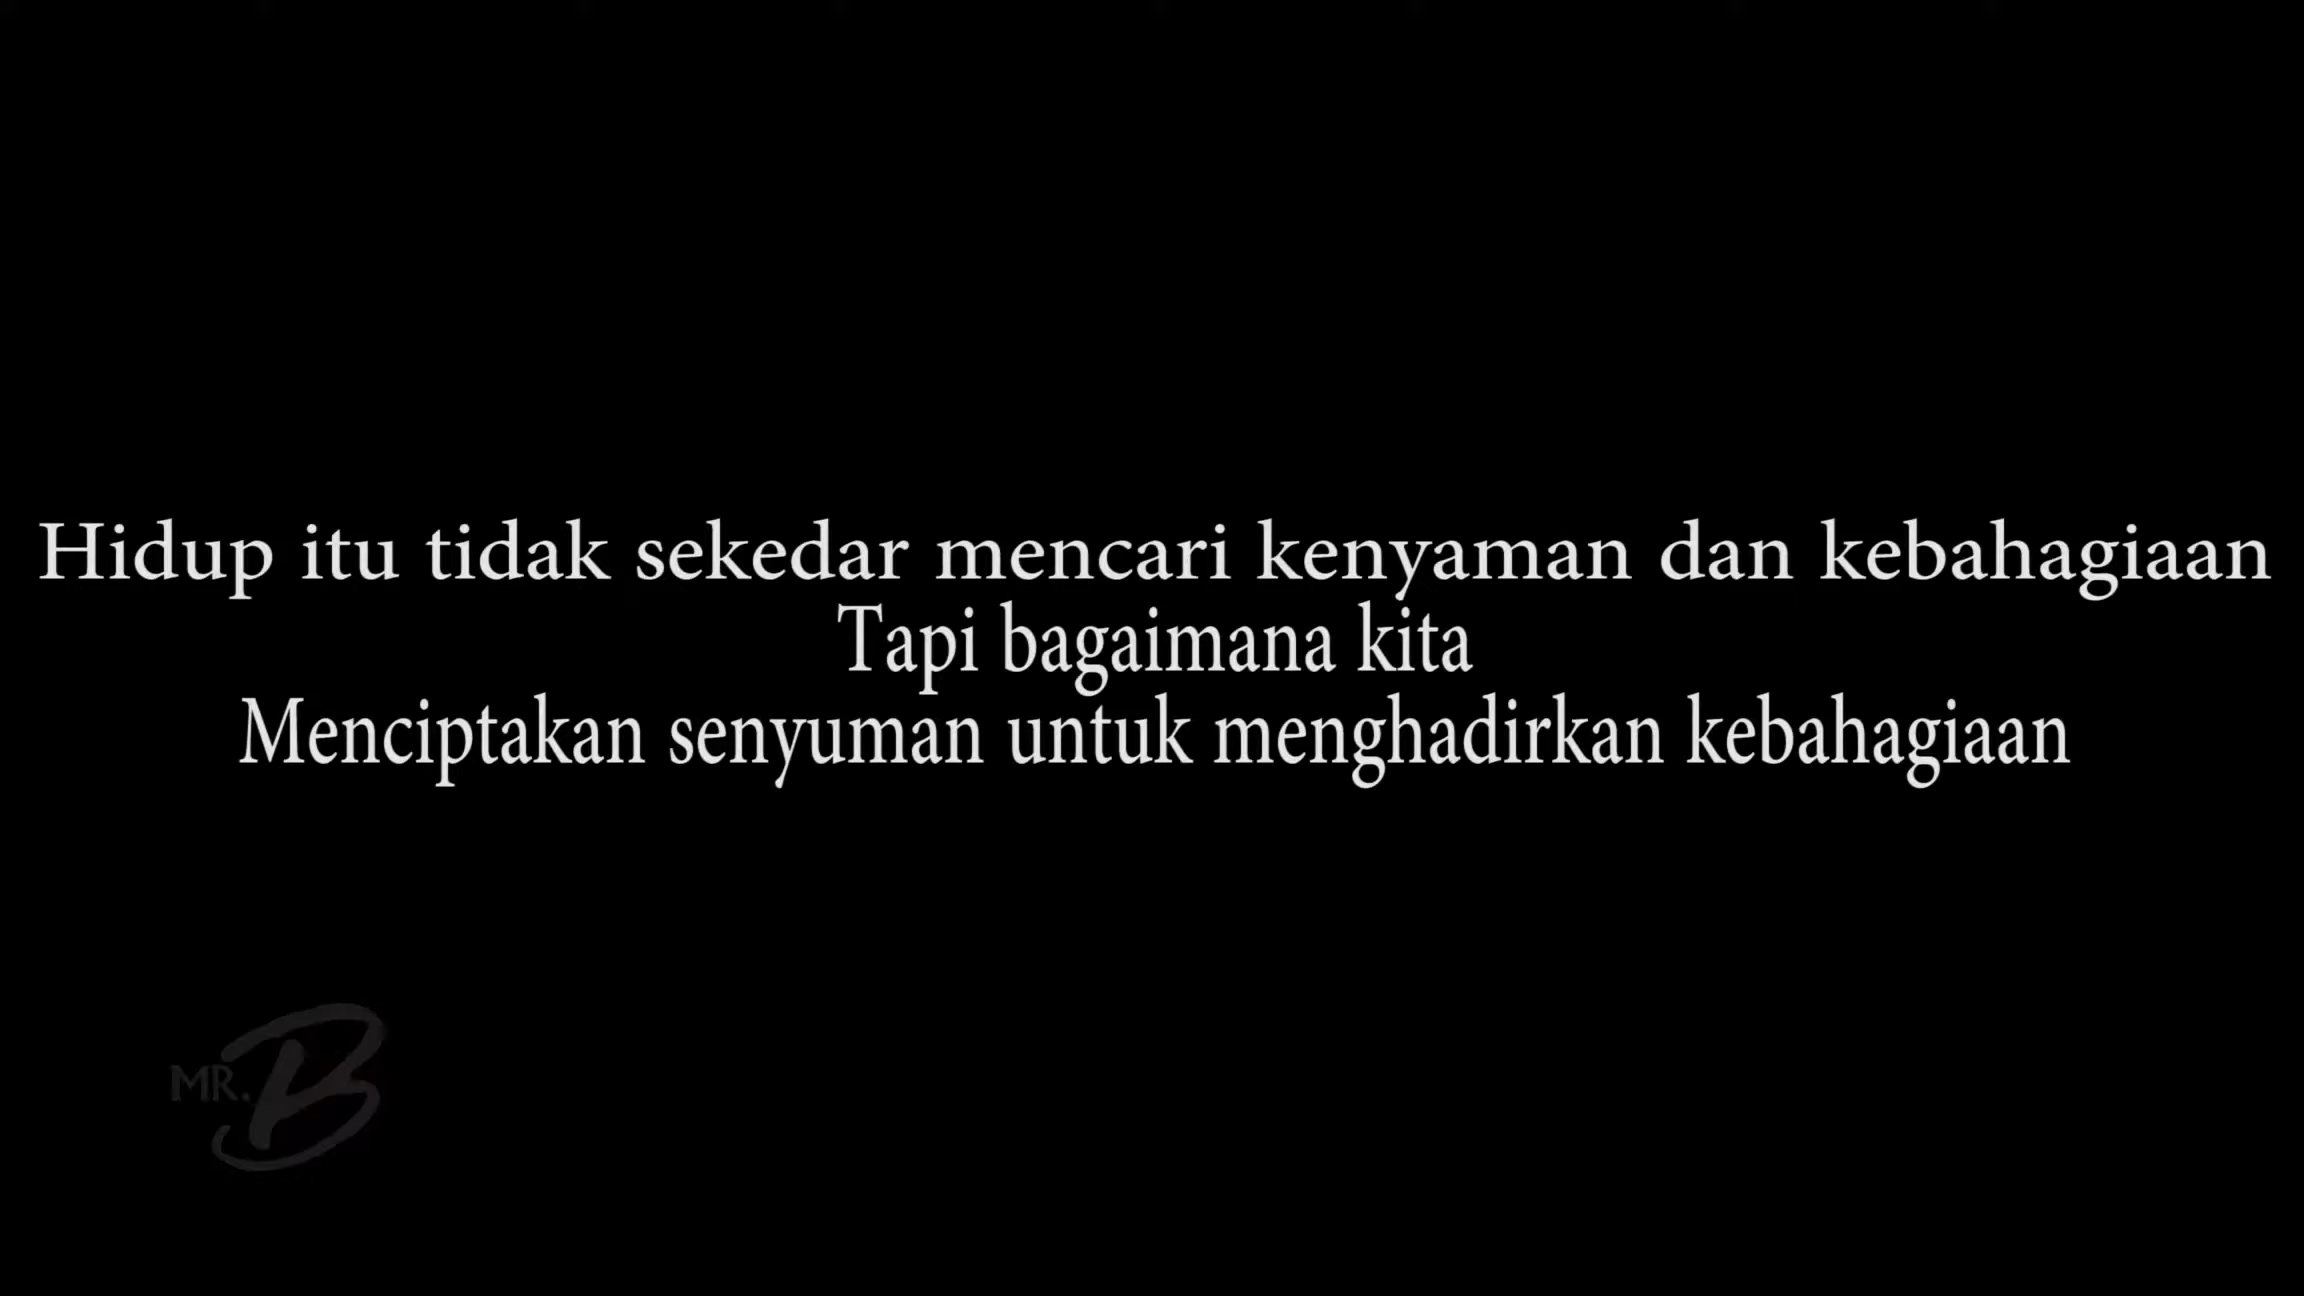 Hidup itu tidak sekedar mencari kenyaman dan kebahagiaan
Tapi bagaimana kita
Menciptakan senyuman untuk menghadirkan kebahagiaan
MR. B